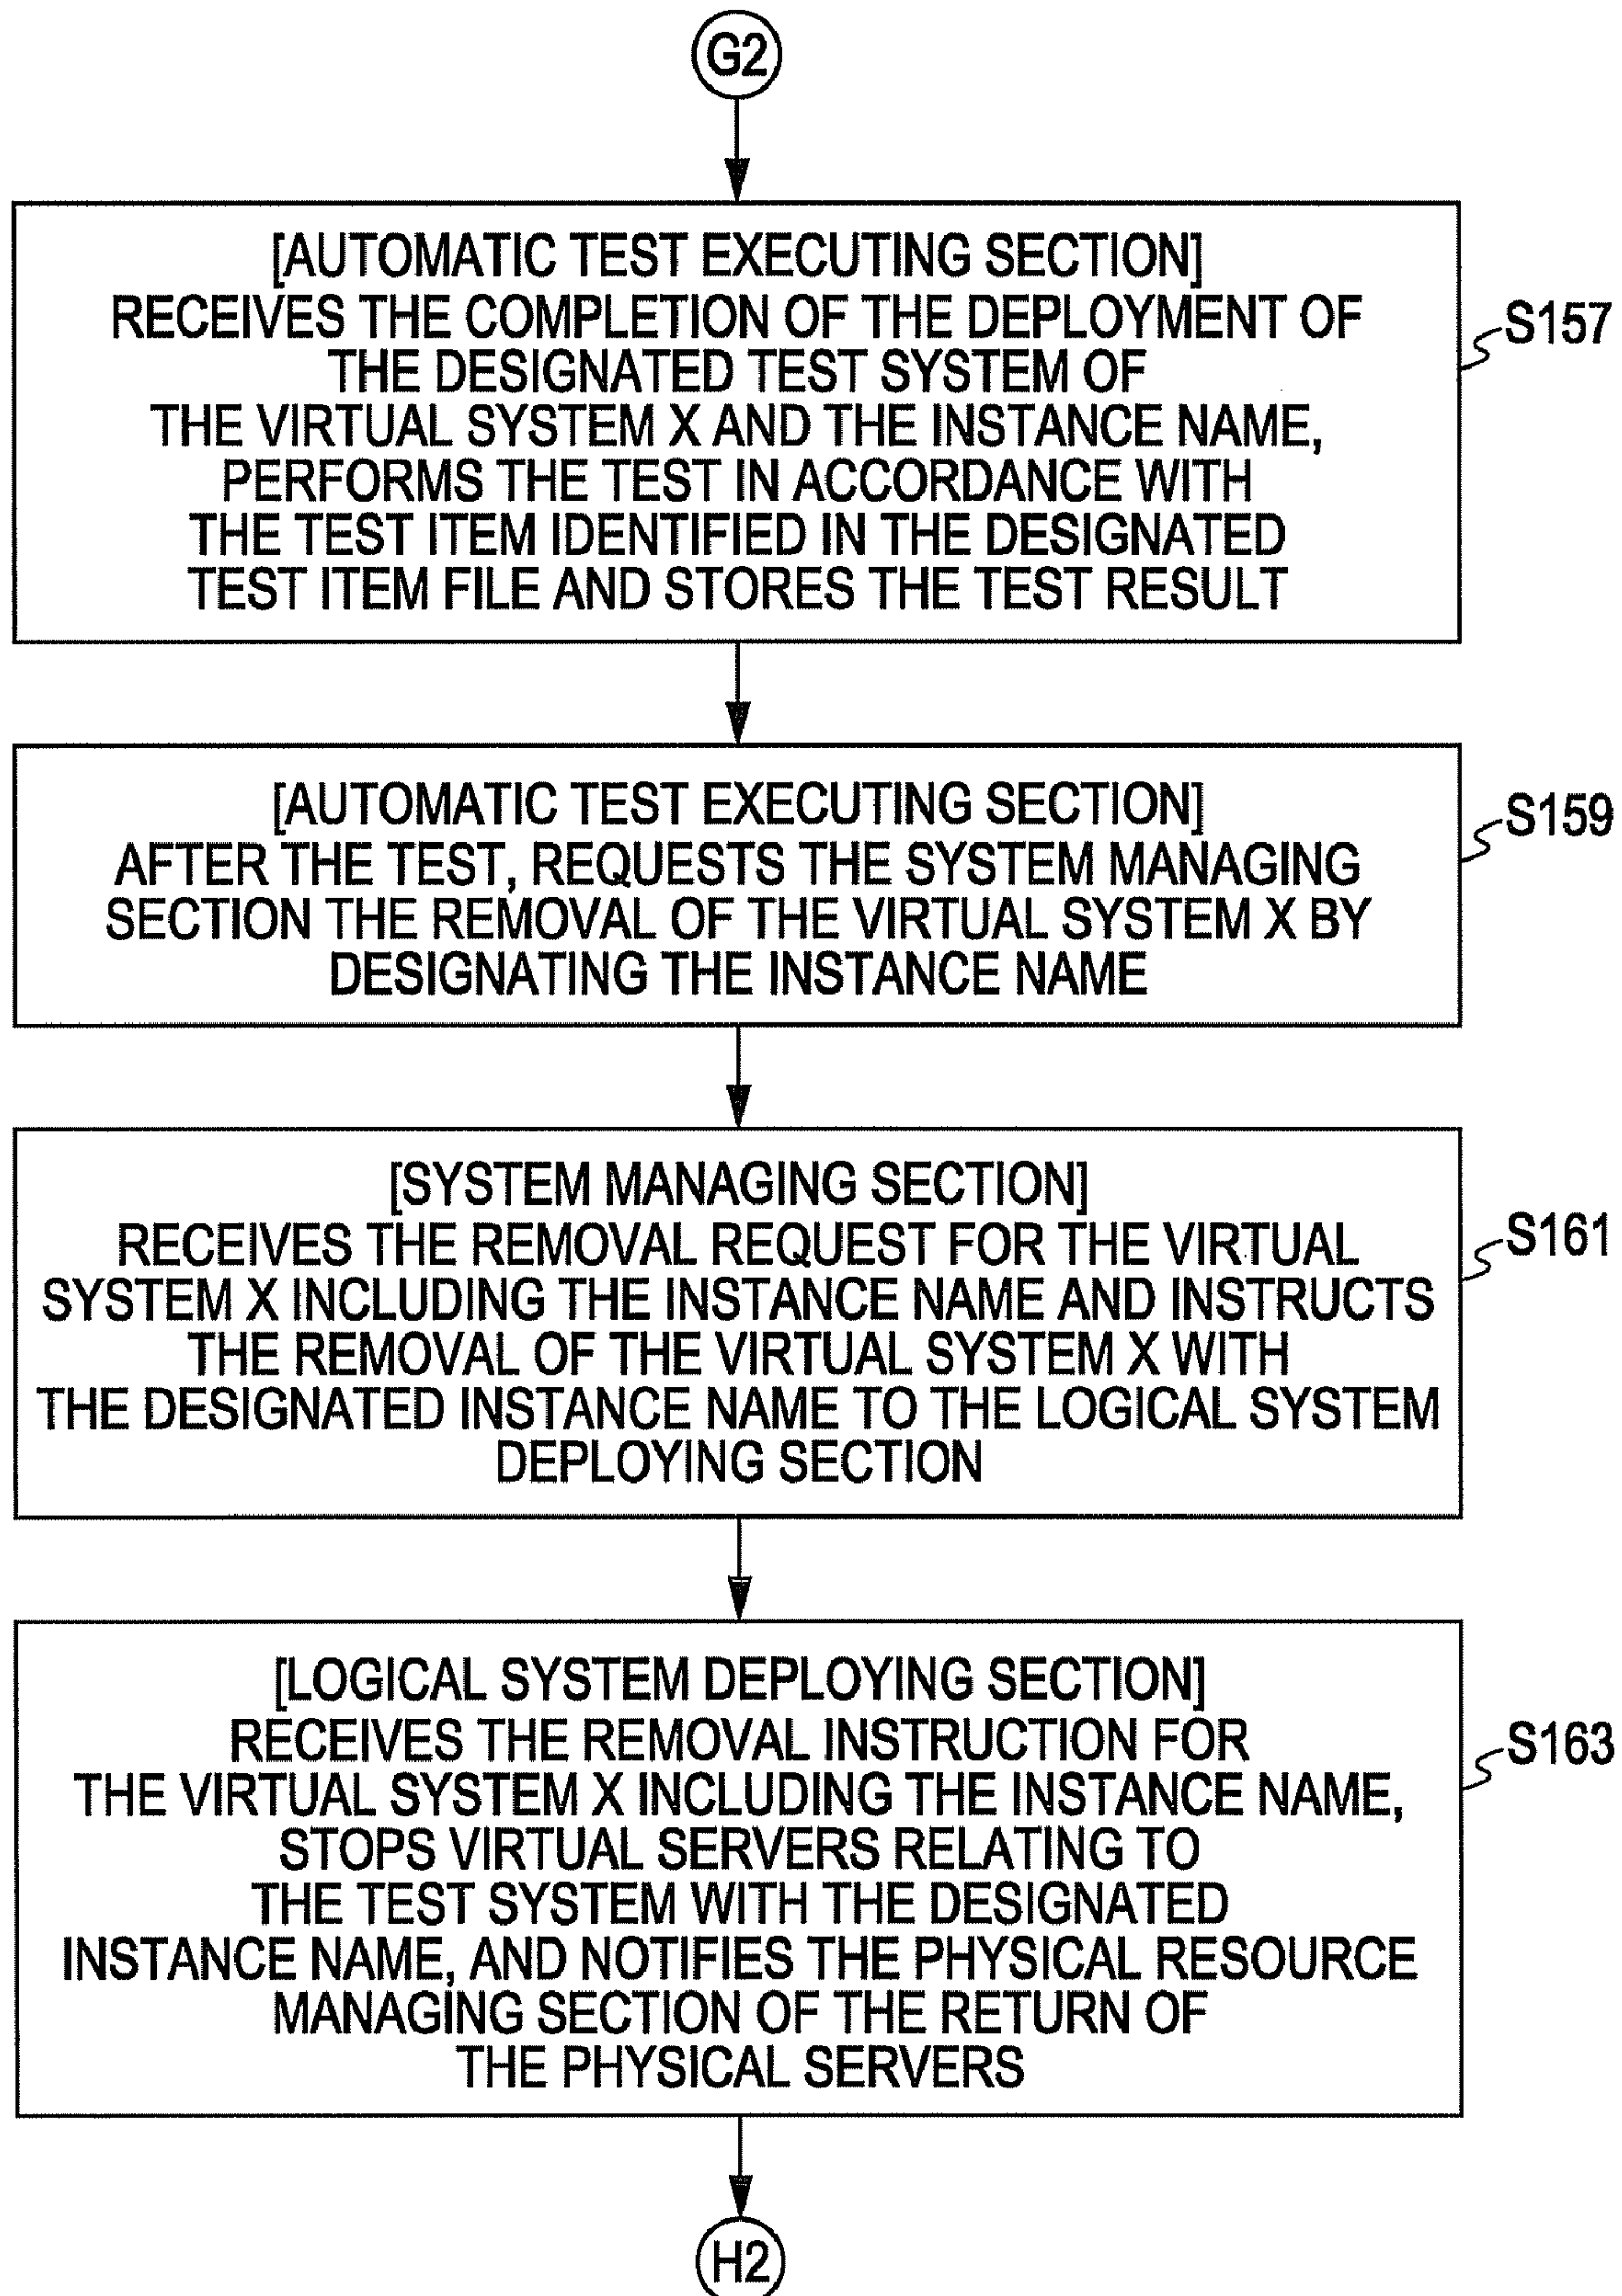 G2
[AUTOMATIC TEST EXECUTING SECTION]
RECEIVES THE COMPLETION OF THE DEPLOYMENT OF
THE DESIGNATED TEST SYSTEM OF
THE VIRTUAL SYSTEM X AND THE INSTANCE NAME,
PERFORMS THE TEST IN ACCORDANCE WITH
THE TEST ITEM IDENTIFIED IN THE DESIGNATED
TEST ITEM FILE AND STORES THE TEST RESULT
S157
[AUTOMATIC TEST EXECUTING SECTION]
AFTER THE TEST, REQUESTS THE SYSTEM MANAGING
SECTION THE REMOVAL OF THE VIRTUAL SYSTEM X BY
DESIGNATING THE INSTANCE NAME
S159
[SYSTEM MANAGING SECTION]
RECEIVES THE REMOVAL REQUEST FOR THE VIRTUAL
SYSTEM X INCLUDING THE INSTANCE NAME AND INSTRUCTS
THE REMOVAL OF THE VIRTUAL SYSTEM X WITH
THE DESIGNATED INSTANCE NAME TO THE LOGICAL SYSTEM
DEPLOYING SECTION
S161
[LOGICAL SYSTEM DEPLOYING SECTION]
RECEIVES THE REMOVAL INSTRUCTION FOR
THE VIRTUAL SYSTEM X INCLUDING THE INSTANCE NAME,
STOPS VIRTUAL SERVERS RELATING TO
THE TEST SYSTEM WITH THE DESIGNATED
INSTANCE NAME, AND NOTIFIES THE PHYSICAL RESOURCE
MANAGING SECTION OF THE RETURN OF
THE PHYSICAL SERVERS
S163
H2